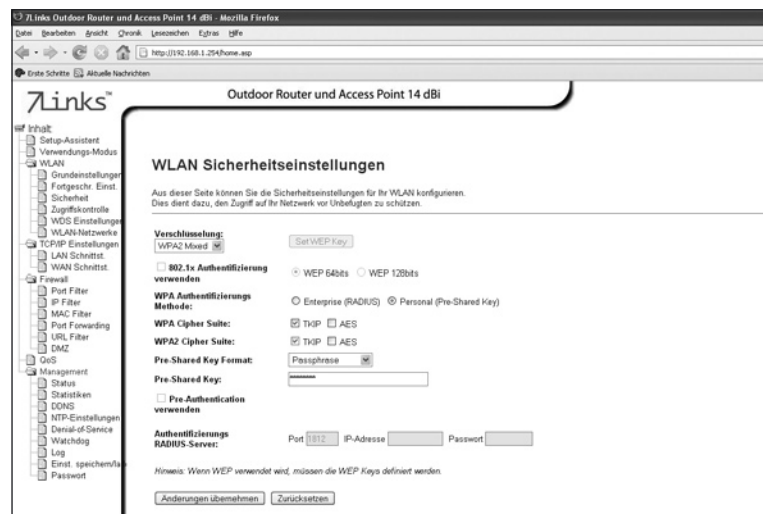 7Links Outdoor Router und Access Point 14 dBi - Mozilla Firefox
Datei Bearbeiten Ansicht Chronik Lesezeichen Extras Hilfe
http://192.168.1.254/home.asp
Erste Schritte Aktuelle Nachrichten
7Links™
Outdoor Router und Access Point 14 dBi
Inhalt:
Setup-Assistent
Verwendungs-Modus
WLAN
Grundeinstellungen
Fortgeschr. Einst.
Sicherheit
Zugriffskontrolle
WDS Einstellunge
WLAN-Netzwerke
TCP/IP Einstellungen
LAN Schnittst.
WAN Schnittst.
Firewall
Port Filter
IP Filter
MAC Filter
Port Forwarding
URL Filter
DMZ
QoS
Management
Status
Statistiken
DDNS
NTP-Einstellungen
Denial-of-Service
Watchdog
Log
Einst. speichern/la
Passwort
WLAN Sicherheitseinstellungen
Aus dieser Seite können Sie die Sicherheitseinstellungen für Ihr WLAN konfigurieren.
Dies dient dazu, den Zugriff auf Ihr Netzwerk vor Unbefugten zu schützen.
Verschlüsselung:
WPA2 Mixed Set WEP Key
802.1x Authentifizierung
verwenden
WEP 64bits WEP 128bits
WPA Authentifizierungs
Methode:
Enterprise (RADIUS) Personal (Pre-Shared Key)
WPA Cipher Suite: TKIP AES
WPA2 Cipher Suite: TKIP AES
Pre-Shared Key Format: Passphrase
Pre-Shared Key:
Pre-Authentication
verwenden
Authentifizierungs
RADIUS-Server:
Port 1812 IP-Adresse Passwort
Hinweis: Wenn WEP verwendet wird, müssen die WEP Keys definiert werden.
Änderungen übernehmen Zurücksetzen